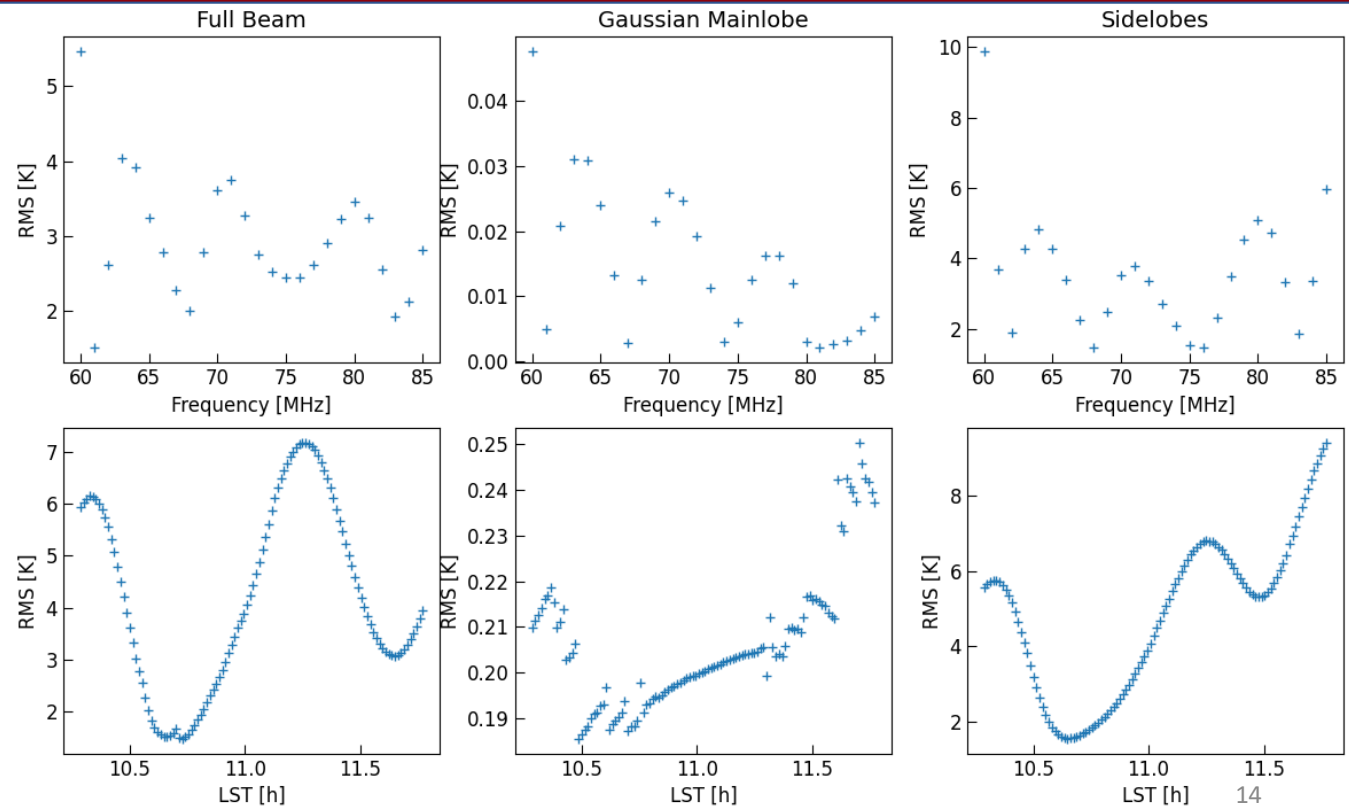 Full Beam
Gaussian Mainlobe
Sidelobes
5
4
3
2
RMS [K]
60 65 70 75 80 85
Frequency [MHz]
0.04
0.03
0.02
0.01
0.00
RMS [K]
60 65 70 75 80 85
Frequency [MHz]
10
8
6
4
2
RMS [K]
60 65 70 75 80 85
Frequency [MHz]
7
6
5
4
3
2
RMS [K]
10.5 11.0 11.5
LST [h]
0.25
0.24
0.23
0.22
0.21
0.20
0.19
RMS [K]
10.5 11.0 11.5
LST [h]
8
6
4
2
RMS [K]
10.5 11.0 11.5
LST [h]
14